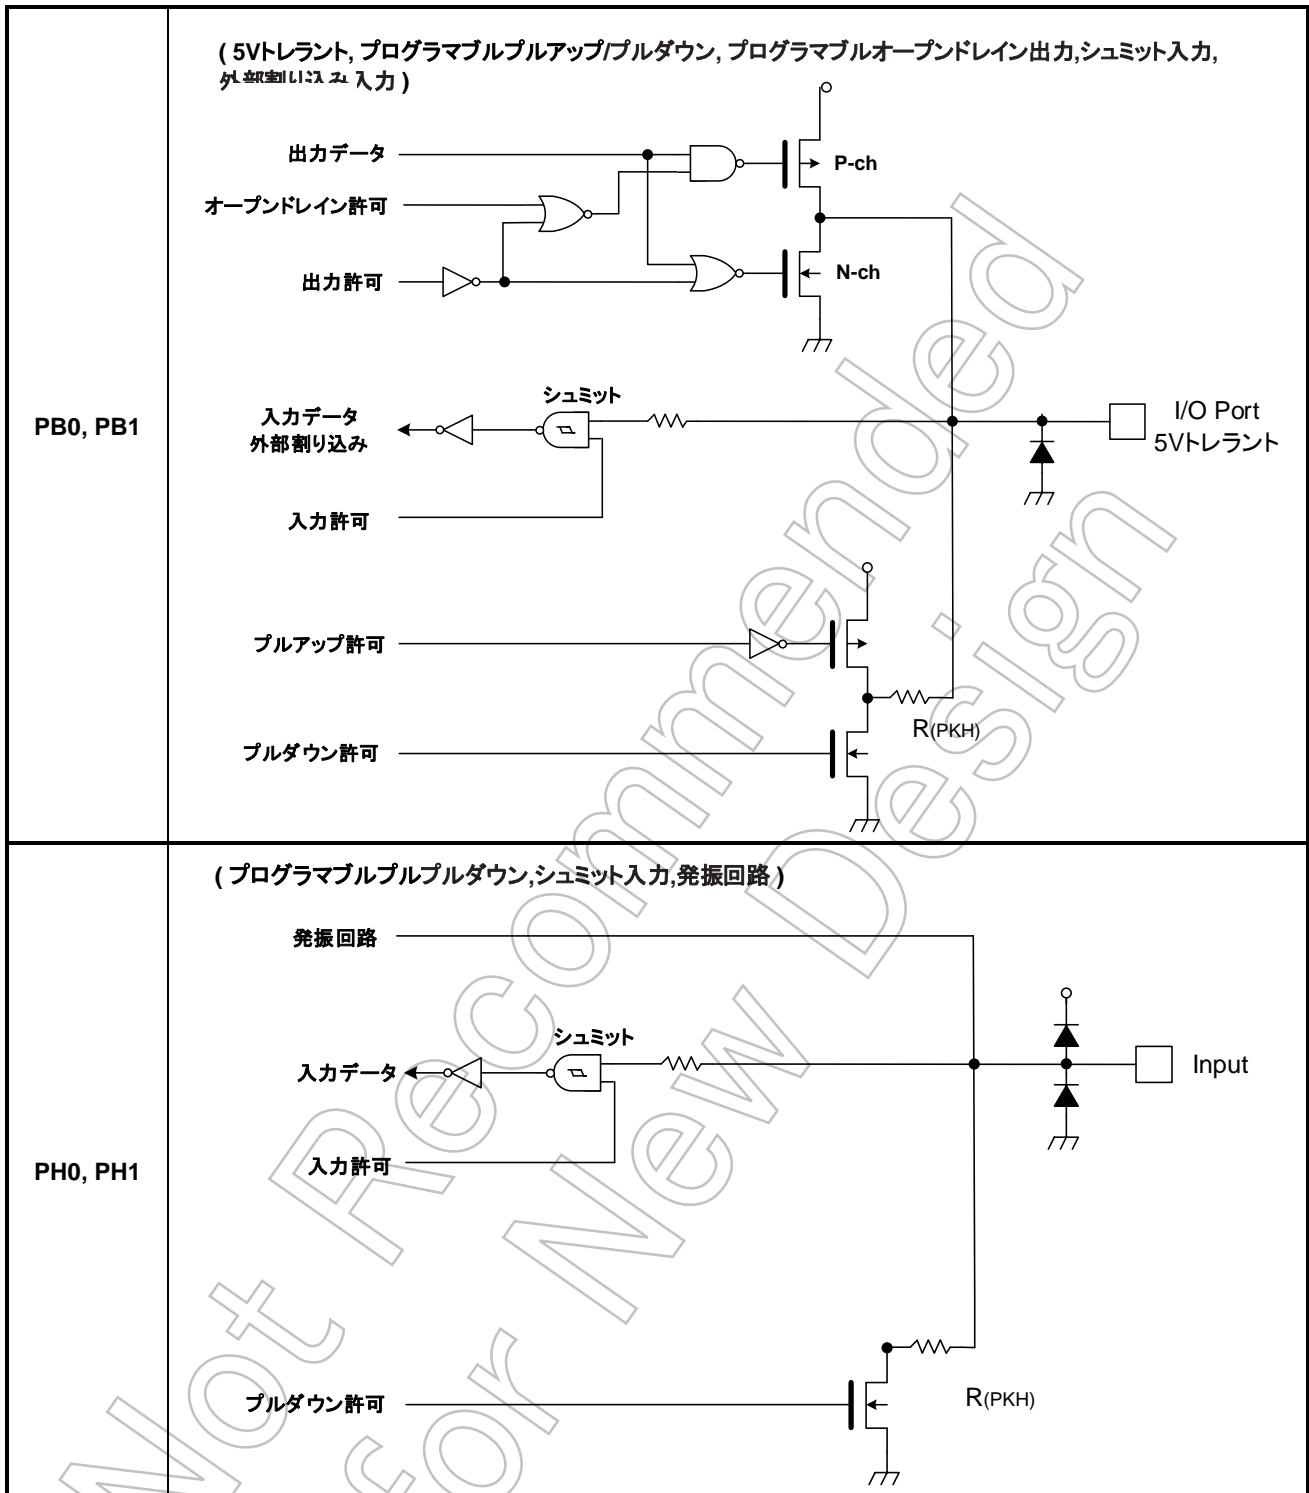 ( 5Vトレラント, プログラマブルプルアップ/プルダウン, プログラマブルオープンドレイン出力,シュミット入力,
外部割り込み入力 )
出力データ
P-ch
オープンドレイン許可
出力許可
N-ch
PB0, PB1
シュミット
入力データ
外部割り込み
I/O Port
5Vトレラント
入力許可
プルアップ許可
R(PKH)
プルダウン許可
( プログラマブルプルプルダウン,シュミット入力,発振回路 )
発振回路
PH0, PH1
シュミット
入力データ
Input
入力許可
プルダウン許可
R(PKH)
Not Recommended
for New Design